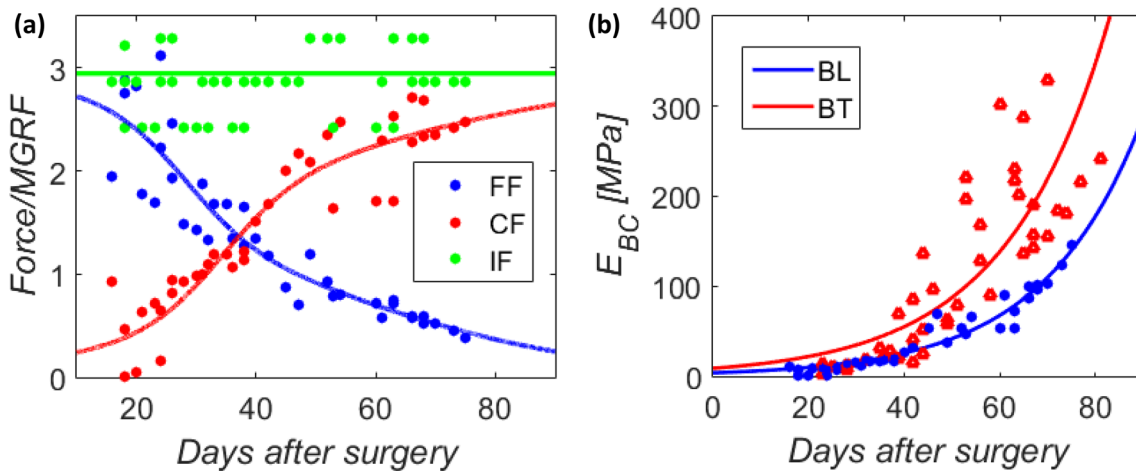 (a)
Force/MGRF
3
2
1
0
20 40 60 80
Days after surgery
FF
CF
IF
(b)
E_BC [MPa]
400
300
200
100
0
0 20 40 60 80
Days after surgery
BL
BT